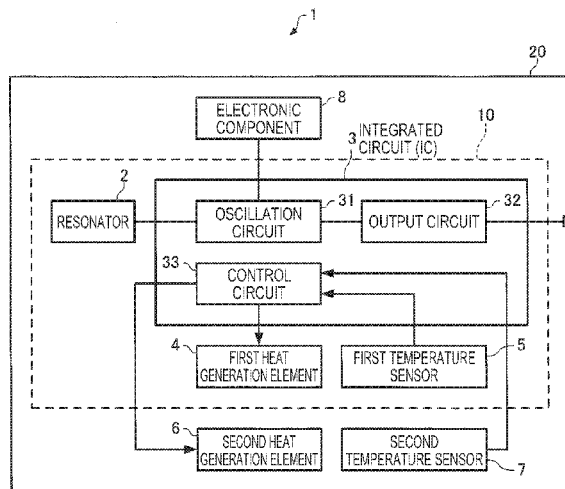 1
20
8
ELECTRONIC
COMPONENT
3
INTEGRATED
CIRCUIT (IC)
10
2
31
32
RESONATOR
OSCILLATION
CIRCUIT
OUTPUT CIRCUIT
33
CONTROL
CIRCUIT
4
5
FIRST HEAT
GENERATION ELEMENT
FIRST TEMPERATURE
SENSOR
6
SECOND HEAT
GENERATION ELEMENT
SECOND
TEMPERATURE SENSOR
7